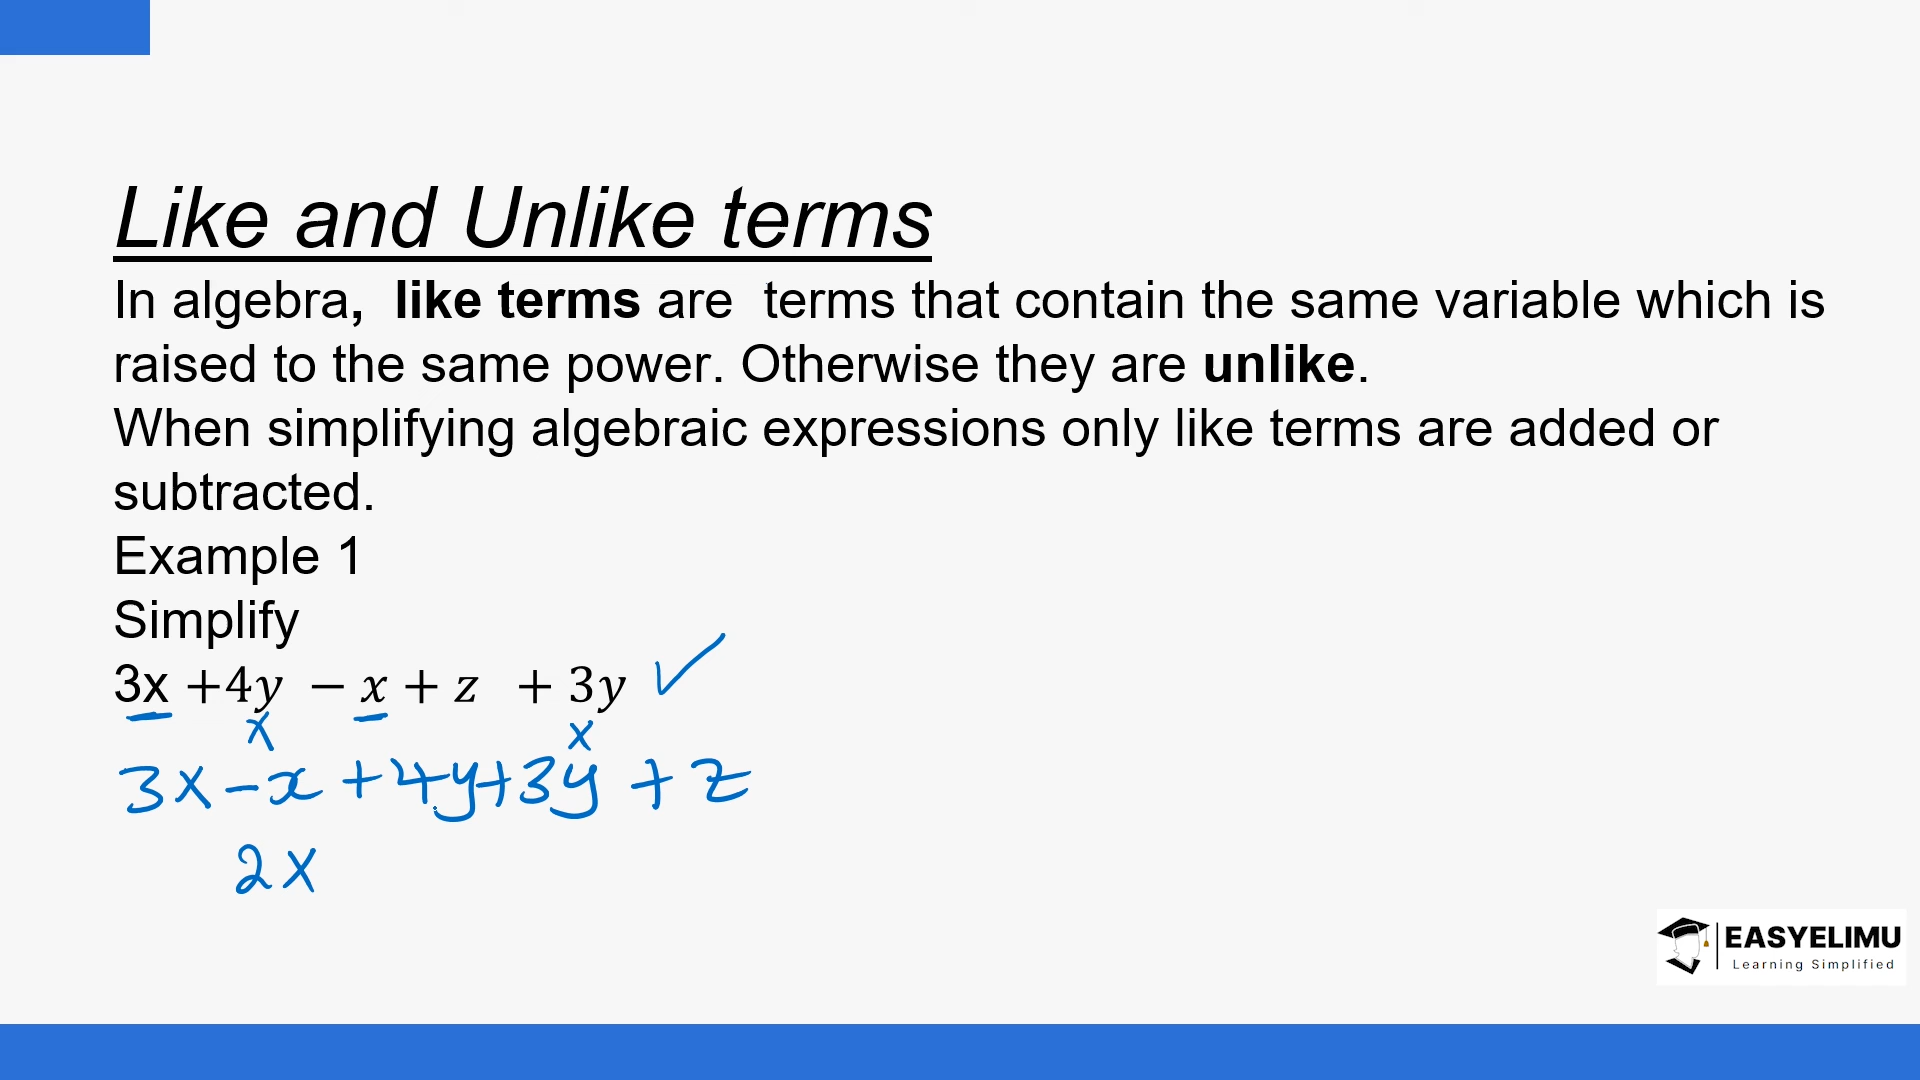 Like and Unlike terms
In algebra, like terms are terms that contain the same variable which is
raised to the same power. Otherwise they are unlike.
When simplifying algebraic expressions only like terms are added or
subtracted.
Example 1
Simplify
3x +4y − x + z + 3y ✓
x x
3x - x + 4y + 3y + z
2x
EASYELIMU
Learning Simplified